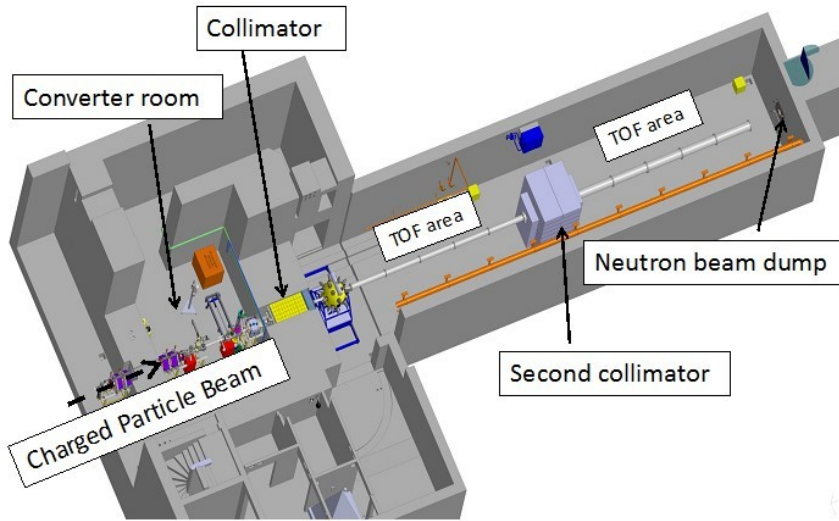 Collimator
Converter room
TOF area
TOF area
Neutron beam dump
Second collimator
Charged Particle Beam